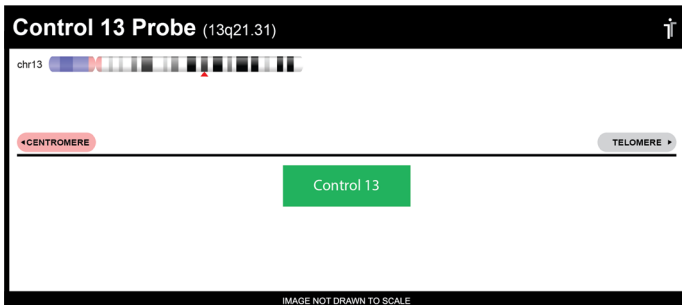 Control 13 Probe (13q21.31)
chr13
◂CENTROMERE
TELOMERE ▸
Control 13
IMAGE NOT DRAWN TO SCALE